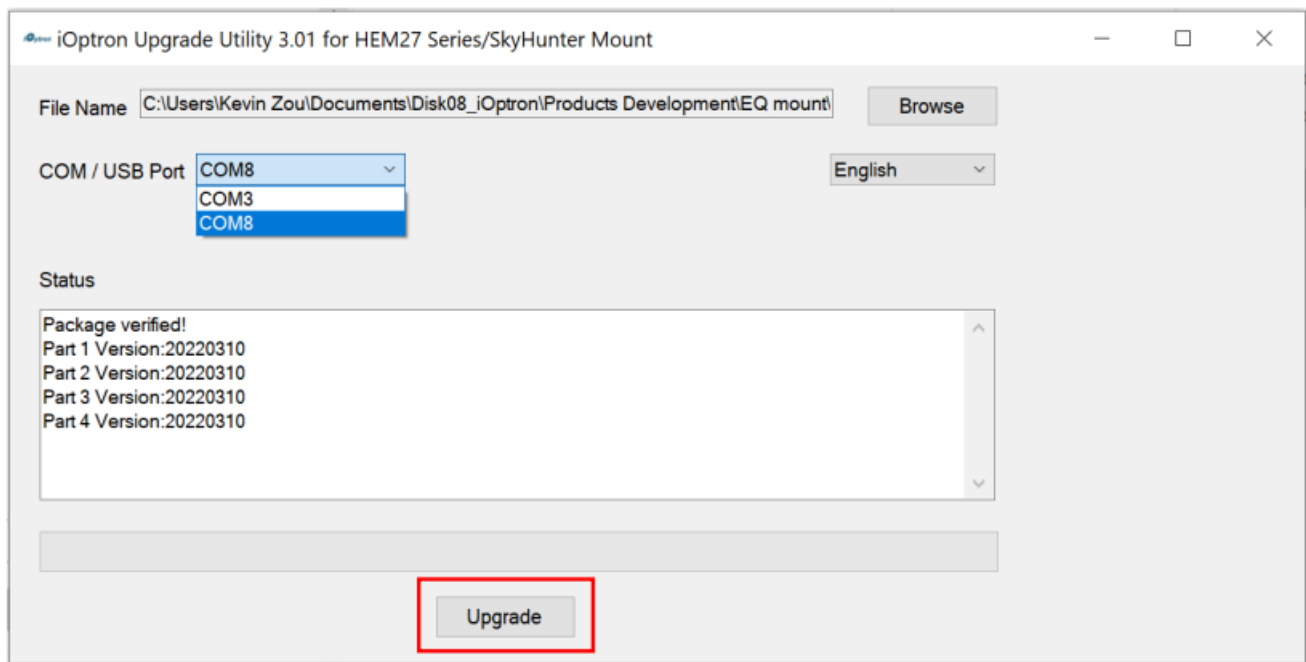 iOptron Upgrade Utility 3.01 for HEM27 Series/SkyHunter Mount
File Name C:\Users\Kevin Zou\Documents\Disk08_iOptron\Products Development\EQ mount\ Browse
COM / USB Port COM8 English
COM3
COM8
Status
Package verified!
Part 1 Version:20220310
Part 2 Version:20220310
Part 3 Version:20220310
Part 4 Version:20220310
Upgrade